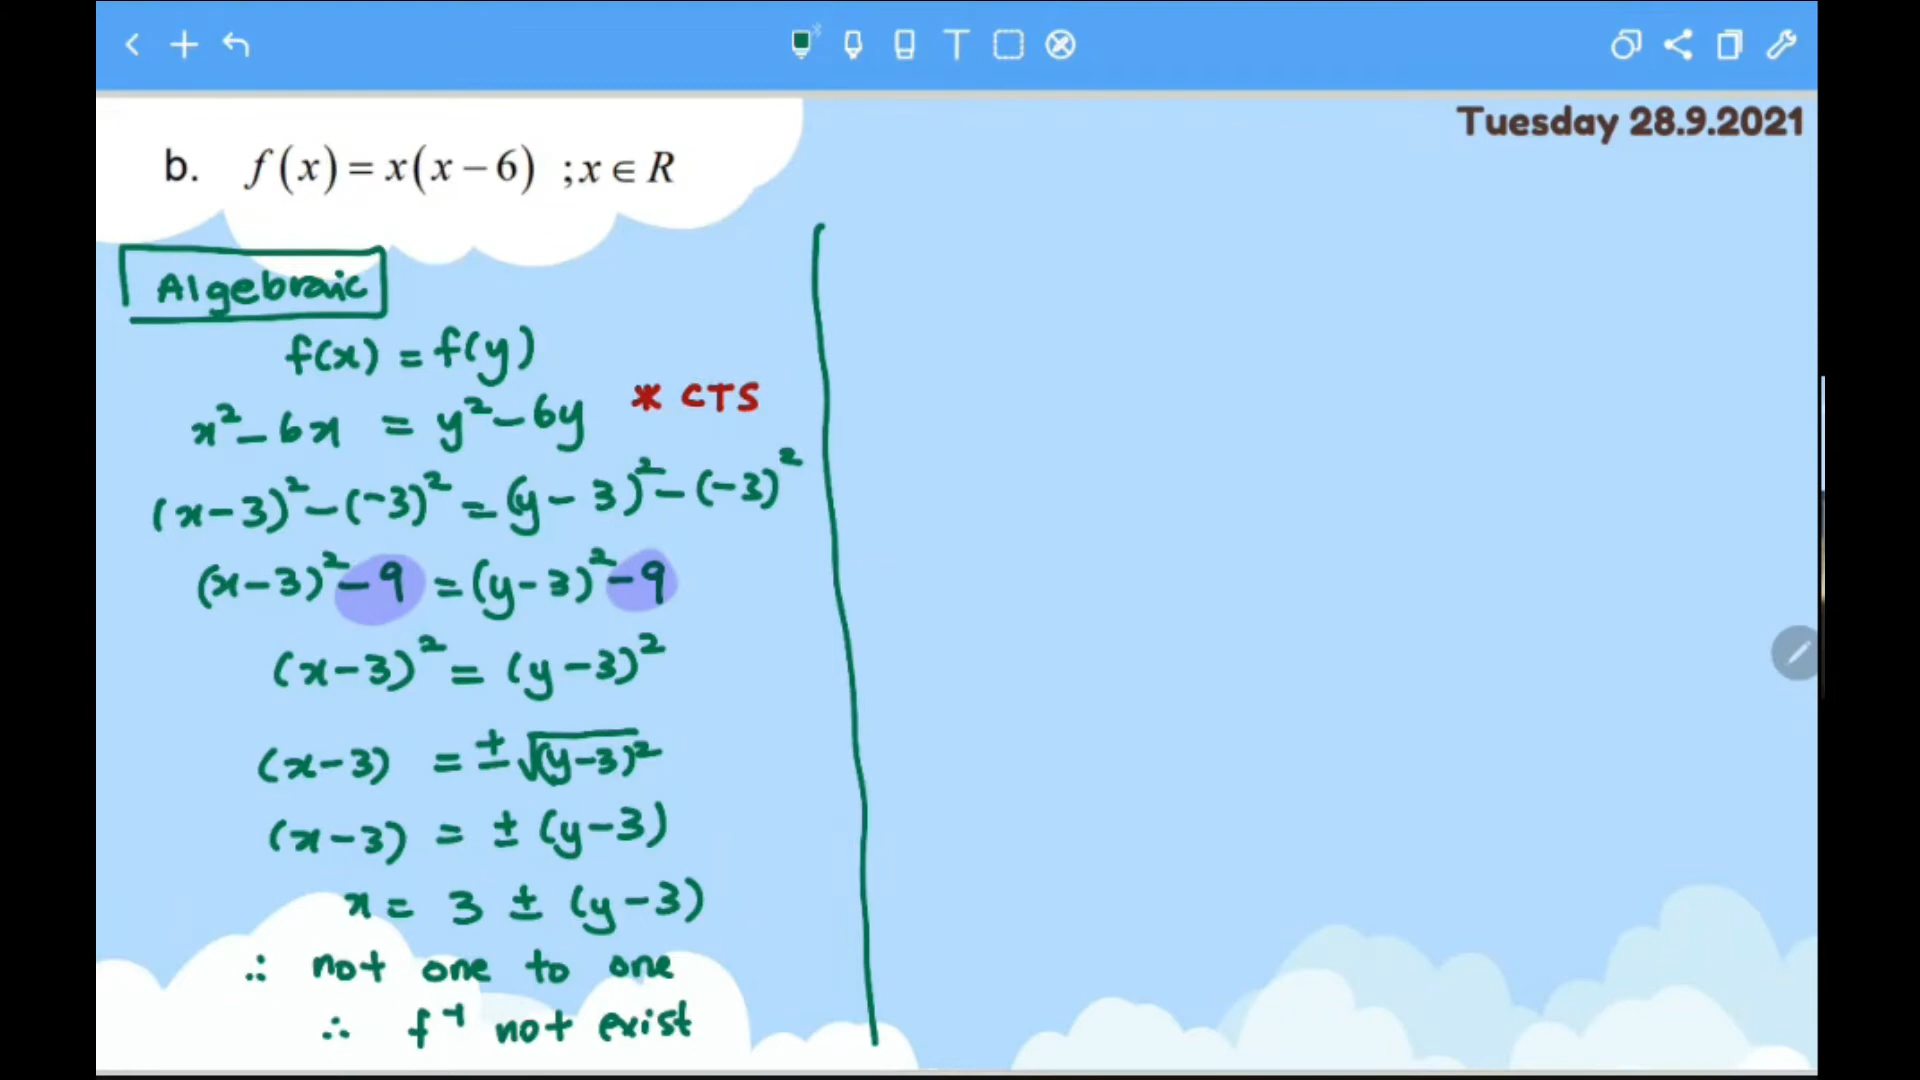 Tuesday 28.9.2021
b. f(x) = x(x − 6) ; x ∈ R
Algebraic
f(x) = f(y)
x² − 6x = y² − 6y * CTS
(x − 3)² − (−3)² = (y − 3)² − (−3)²
(x − 3)² − 9 = (y − 3)² − 9
(x − 3)² = (y − 3)²
(x − 3) = ± √(y − 3)²
(x − 3) = ± (y − 3)
x = 3 ± (y − 3)
∴ not one to one
∴ f⁻¹ not exist